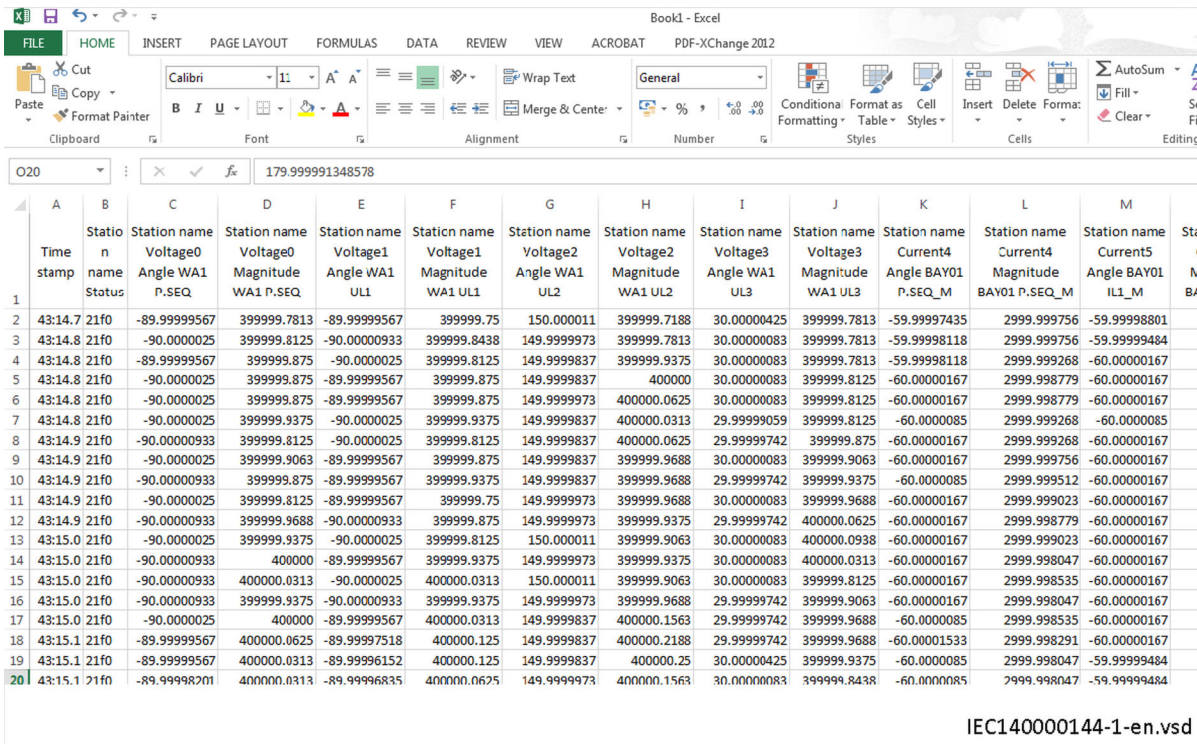 Book1 - Excel
FILE HOME INSERT PAGE LAYOUT FORMULAS DATA REVIEW VIEW ACROBAT PDF-XChange 2012
Cut
Copy
Format Painter
Paste
Clipboard
Calibri 11
B I U
Font
Wrap Text
Merge & Center
Alignment
General
%
Number
Conditional Formatting
Format as Table
Cell Styles
Styles
Insert Delete Format
Cells
AutoSum
Fill
Clear
Editing
O20 fx 179.999991348578
A B C D E F G H I J K L M
1 Time stamp Station name Status Station name Voltage0 Angle WA1 P.SEQ Station name Voltage0 Magnitude WA1 P.SEQ Station name Voltage1 Angle WA1 UL1 Station name Voltage1 Magnitude WA1 UL1 Station name Voltage2 Angle WA1 UL2 Station name Voltage2 Magnitude WA1 UL2 Station name Voltage3 Angle WA1 UL3 Station name Voltage3 Magnitude WA1 UL3 Station name Current4 Angle BAY01 P.SEQ_M Station name Current4 Magnitude BAY01 P.SEQ_M Station name Current5 Angle BAY01 IL1_M
2 43:14.7 21f0 -89.99999567 399999.7813 -89.99999567 399999.75 150.000011 399999.7188 30.00000425 399999.7813 -59.99997435 2999.999756 -59.99998801
3 43:14.8 21f0 -90.0000025 399999.8125 -90.00000933 399999.8438 149.9999973 399999.7813 30.00000083 399999.7813 -59.99998118 2999.999756 -59.99999484
4 43:14.8 21f0 -89.99999567 399999.875 -90.0000025 399999.8125 149.9999837 399999.9375 30.00000083 399999.7813 -59.99998118 2999.999268 -60.00000167
5 43:14.8 21f0 -90.0000025 399999.875 -89.99999567 399999.875 149.9999837 400000 30.00000083 399999.8125 -60.00000167 2999.998779 -60.00000167
6 43:14.8 21f0 -90.0000025 399999.875 -89.99999567 399999.875 149.9999973 400000.0625 30.00000083 399999.8125 -60.00000167 2999.998779 -60.00000167
7 43:14.8 21f0 -90.0000025 399999.9375 -90.0000025 399999.9375 149.9999837 400000.0313 29.99999059 399999.8125 -60.0000085 2999.999268 -60.0000085
8 43:14.9 21f0 -90.00000933 399999.8125 -90.0000025 399999.8125 149.9999837 400000.0625 29.99999742 399999.875 -60.00000167 2999.999268 -60.00000167
9 43:14.9 21f0 -90.0000025 399999.9063 -89.99999567 399999.875 149.9999837 399999.9688 30.00000083 399999.9063 -60.00000167 2999.999756 -60.00000167
10 43:14.9 21f0 -90.00000933 399999.875 -89.99999567 399999.9375 149.9999837 399999.9688 29.99999742 399999.9375 -60.0000085 2999.999512 -60.00000167
11 43:14.9 21f0 -90.0000025 399999.8125 -89.99999567 399999.75 149.9999973 399999.9688 30.00000083 399999.9688 -60.00000167 2999.999023 -60.00000167
12 43:14.9 21f0 -90.00000933 399999.9688 -90.00000933 399999.875 149.9999973 399999.9375 29.99999742 400000.0625 -60.00000167 2999.998779 -60.00000167
13 43:15.0 21f0 -90.0000025 399999.9375 -90.0000025 399999.8125 150.000011 399999.9063 30.00000083 400000.0938 -60.00000167 2999.999023 -60.00000167
14 43:15.0 21f0 -90.00000933 400000 -89.99999567 399999.9375 149.9999973 399999.9375 30.00000083 400000.0313 -60.00000167 2999.998047 -60.00000167
15 43:15.0 21f0 -90.00000933 400000.0313 -90.0000025 400000.0313 150.000011 399999.9063 30.00000083 399999.8125 -60.00000167 2999.998535 -60.00000167
16 43:15.0 21f0 -90.00000933 399999.9375 -90.00000933 399999.9375 149.9999973 399999.9688 29.99999742 399999.9063 -60.00000167 2999.998047 -60.00000167
17 43:15.0 21f0 -90.0000025 400000 -89.99999567 400000.0313 149.9999837 400000.1563 29.99999742 399999.9688 -60.0000085 2999.998535 -60.00000167
18 43:15.1 21f0 -89.99999567 400000.0625 -89.99997518 400000.125 149.9999837 400000.2188 29.99999742 399999.9688 -60.00001533 2999.998291 -60.00000167
19 43:15.1 21f0 -89.99999567 400000.0313 -89.99996152 400000.125 149.9999837 400000.25 30.00000425 399999.9375 -60.0000085 2999.998047 -59.99999484
20 43:15.1 21f0 -89.99998201 400000.0313 -89.99996835 400000.0625 149.9999973 400000.1563 30.00000083 399999.8438 -60.0000085 2999.998047 -59.99999484
IEC140000144-1-en.vsd